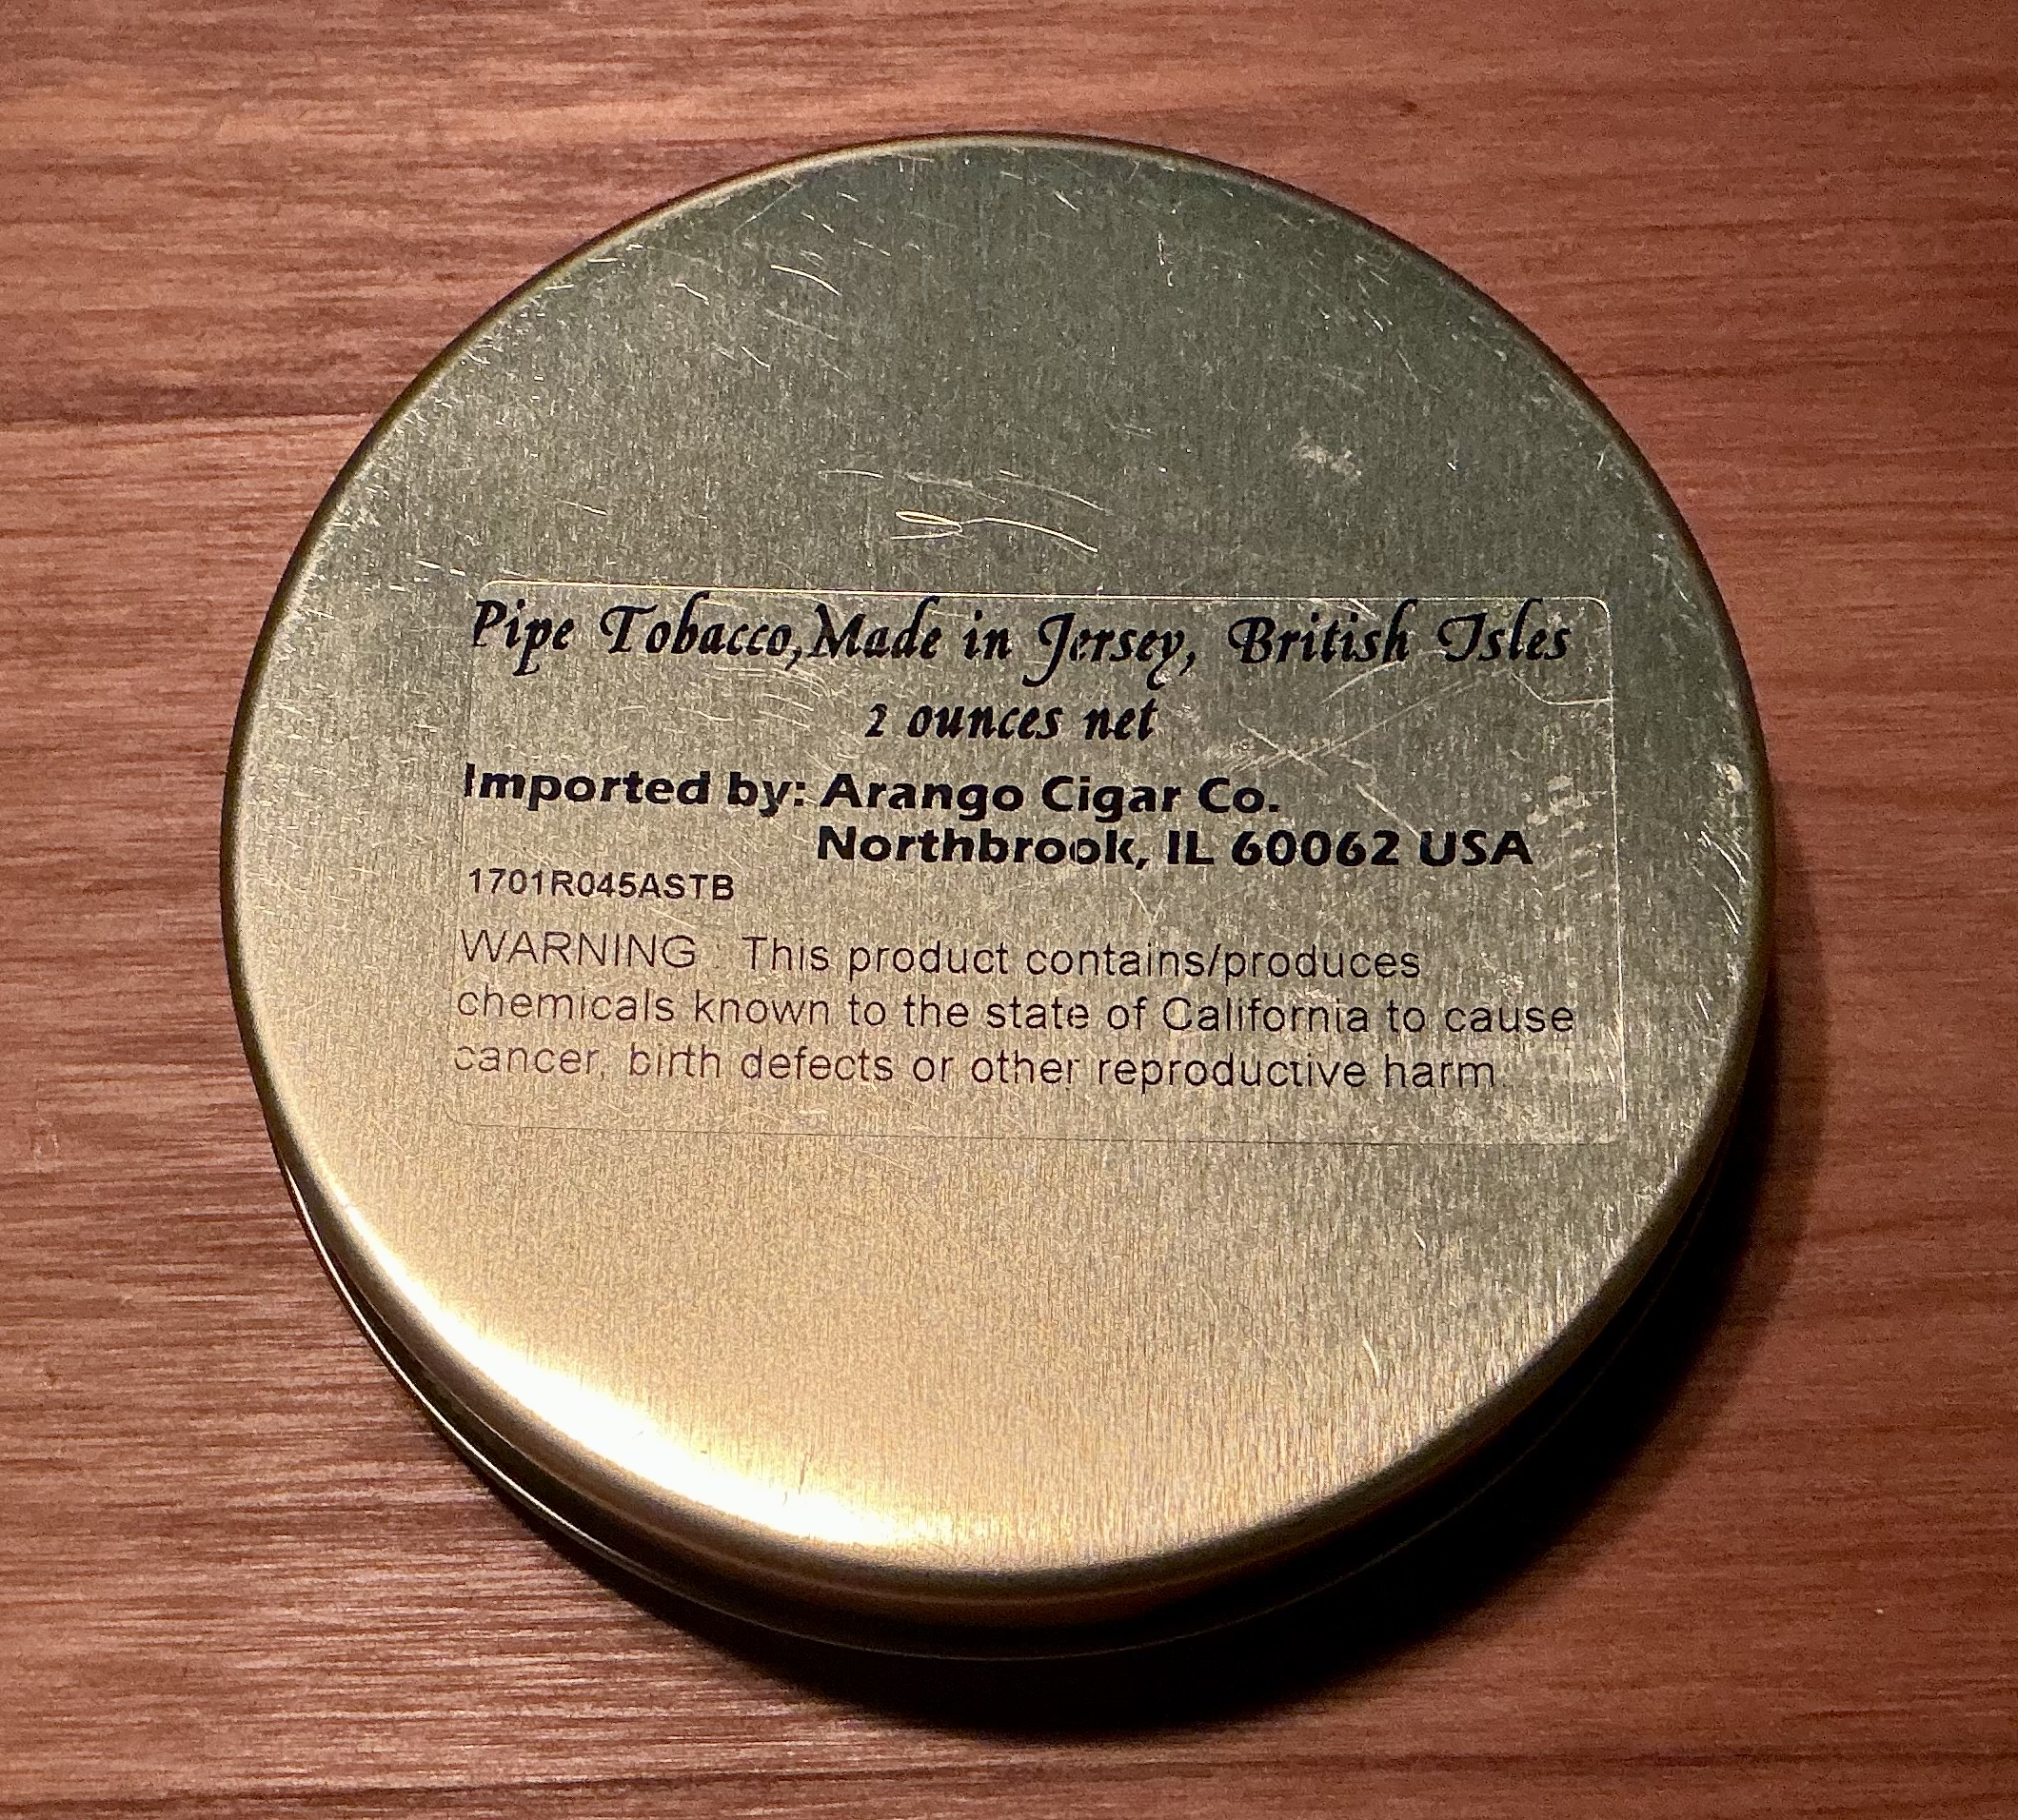 Pipe Tobacco,Made in Jersey, British Isles
2 ounces net
Imported by: Arango Cigar Co.
Northbrook, IL 60062 USA
1701R045ASTB
WARNING : This product contains/produces
chemicals known to the state of California to cause
cancer, birth defects or other reproductive harm.